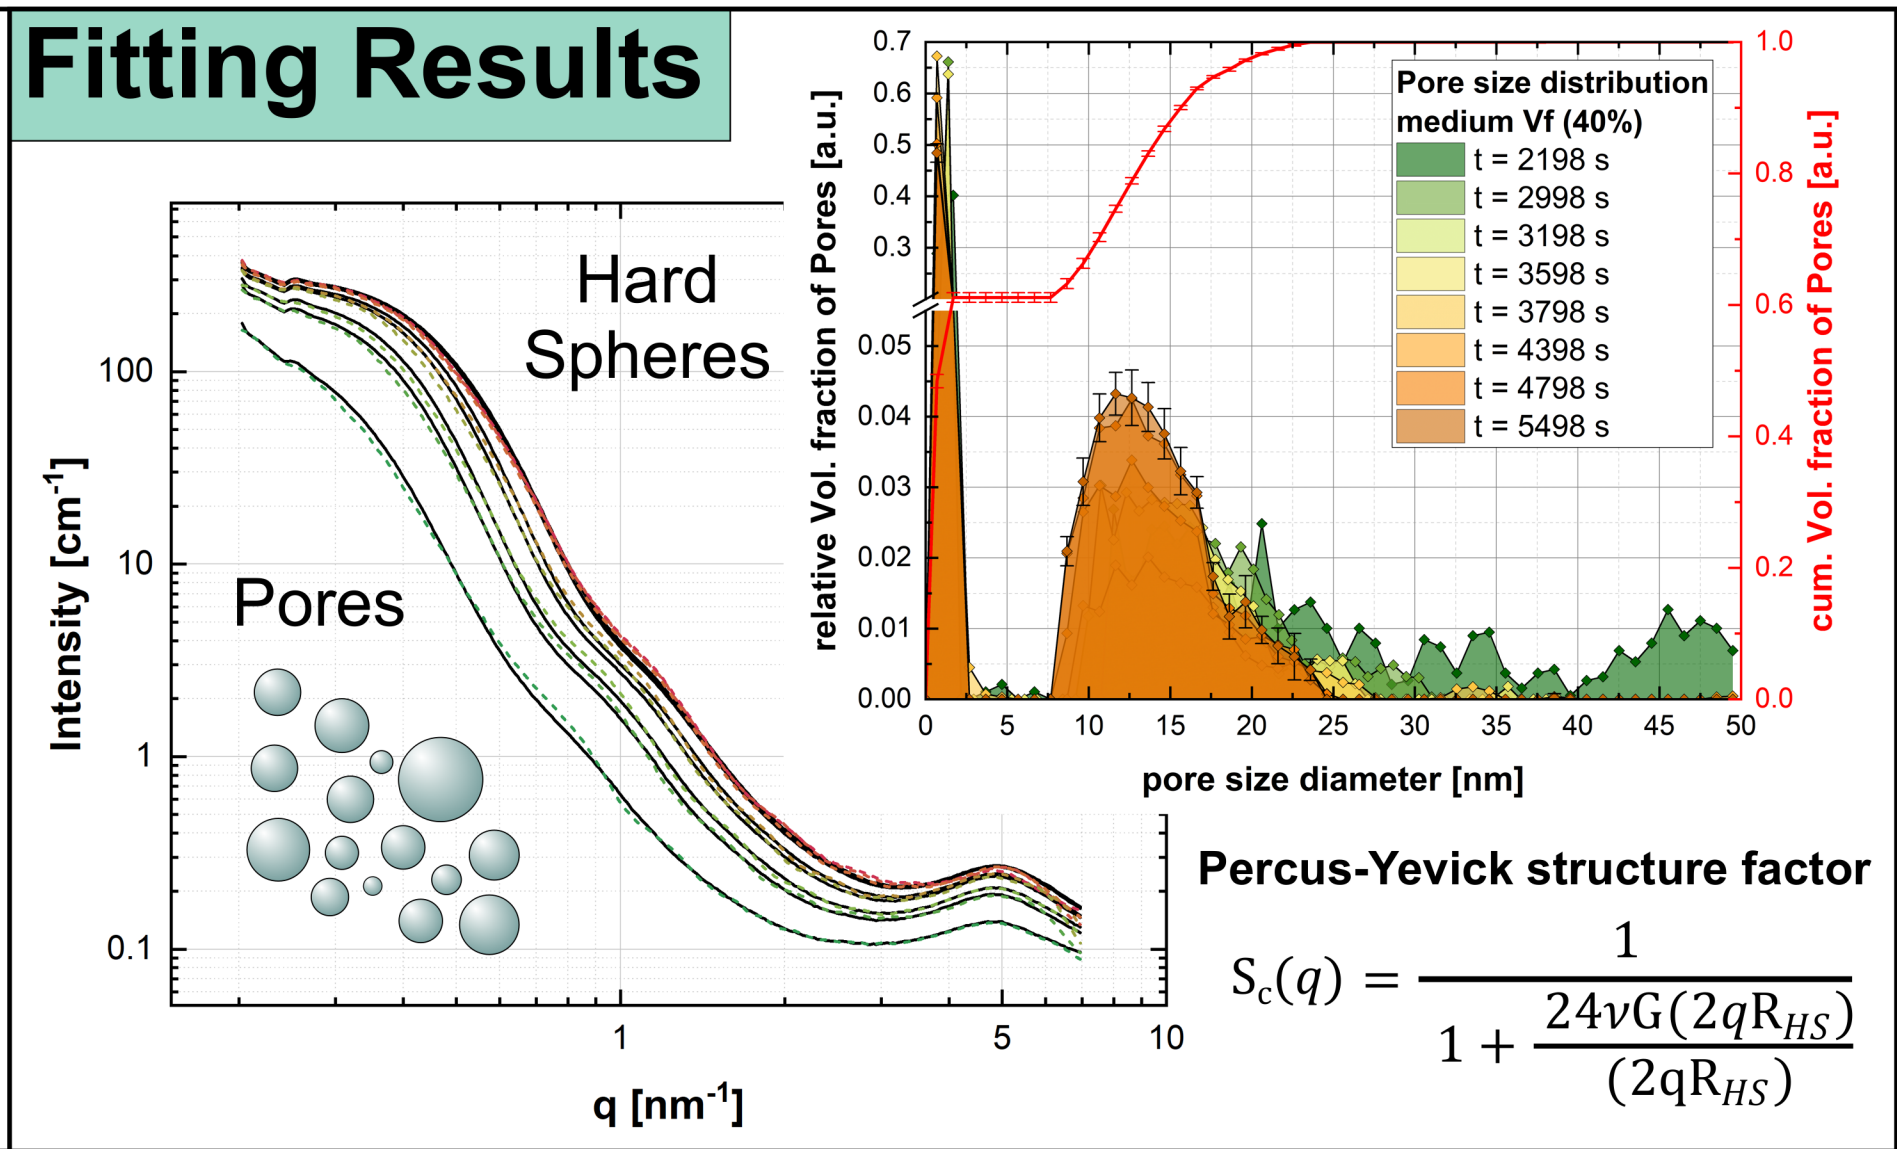 Fitting Results
Hard
Spheres
Pores
Intensity [cm⁻¹]
100
10
1
0.1
1
5
10
q [nm⁻¹]
relative Vol. fraction of Pores [a.u.]
0.7
0.6
0.5
0.4
0.3
0.05
0.04
0.03
0.02
0.01
0.00
0 5 10 15 20 25 30 35 40 45 50
pore size diameter [nm]
1.0
0.8
0.6
0.4
0.2
0.0
cum. Vol. fraction of Pores [a.u.]
Pore size distribution
medium Vf (40%)
t = 2198 s
t = 2998 s
t = 3198 s
t = 3598 s
t = 3798 s
t = 4398 s
t = 4798 s
t = 5498 s
Percus-Yevick structure factor
1
S_c(q) =
24νG(2qR_HS)
1 +
(2qR_HS)